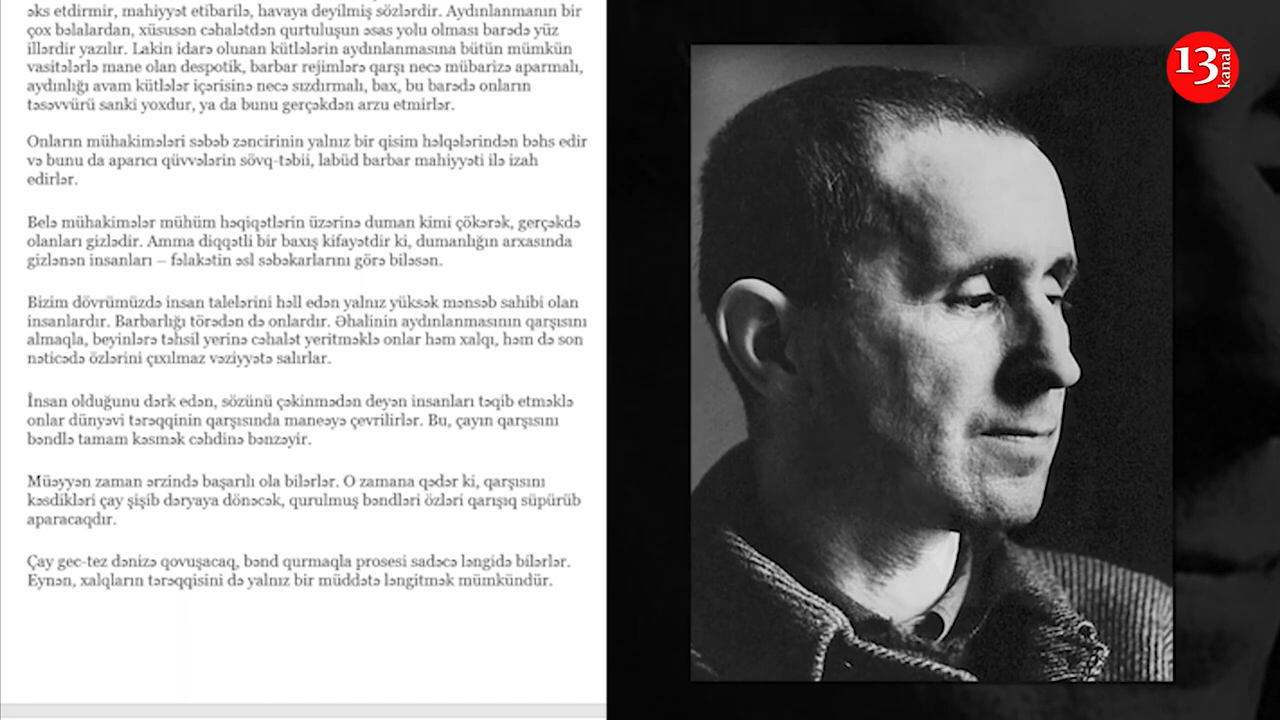 əks etdirmir, mahiyyət etibarilə, havaya deyilmiş sözlərdir. Aydınlanmanın bir
çox bəlalardan, xüsusən cəhalətdən qurtuluşun əsas yolu olması barədə yüz
illərdir yazılır. Lakin idarə olunan kütlələrin aydınlanmasına bütün mümkün
vasitələrlə mane olan despotik, barbar rejimlərə qarşı necə mübarizə aparmalı,
aydınlığı avam kütlələr içərisinə necə sızdırmalı, bax, bu barədə onların
təsəvvürü sanki yoxdur, ya da bunu gerçəkdən arzu etmirlər.
Onların mühakimələri səbəb zəncirinin yalnız bir qisim həlqələrindən bəhs edir
və bunu da aparıcı qüvvələrin sövq-təbii, labüd barbar mahiyyəti ilə izah
edirlər.
Belə mühakimələr mühüm həqiqətlərin üzərinə duman kimi çökərək, gerçəkdə
olanları gizlədir. Amma diqqətli bir baxış kifayətdir ki, dumanlığın arxasında
gizlənən insanları – fəlakətin əsl səbəkarlarını görə biləsən.
Bizim dövrümüzdə insan talelərini həll edən yalnız yüksək mənsəb sahibi olan
insanlardır. Barbarlığı törədən də onlardır. Əhalinin aydınlanmasının qarşısını
almaqla, beyinlərə təhsil yerinə cəhalət yeritməklə onlar həm xalqı, həm də son
nəticədə özlərini çıxılmaz vəziyyətə salırlar.
İnsan olduğunu dərk edən, sözünü çəkinmədən deyən insanları təqib etməklə
onlar dünyəvi tərəqqinin qarşısında maneəyə çevrilirlər. Bu, çayın qarşısını
bəndlə tamam kəsmək cəhdinə bənzəyir.
Müəyyən zaman ərzində başarılı ola bilərlər. O zamana qədər ki, qarşısını
kəsdikləri çay şişib dəryaya dönəcək, qurulmuş bəndləri özləri qarışıq süpürüb
aparacaqdır.
Çay gec-tez dənizə qovuşacaq, bənd qurmaqla prosesi sadəcə ləngidə bilərlər.
Eynən, xalqların tərəqqisini də yalnız bir müddətə ləngitmək mümkündür.
13 kanal